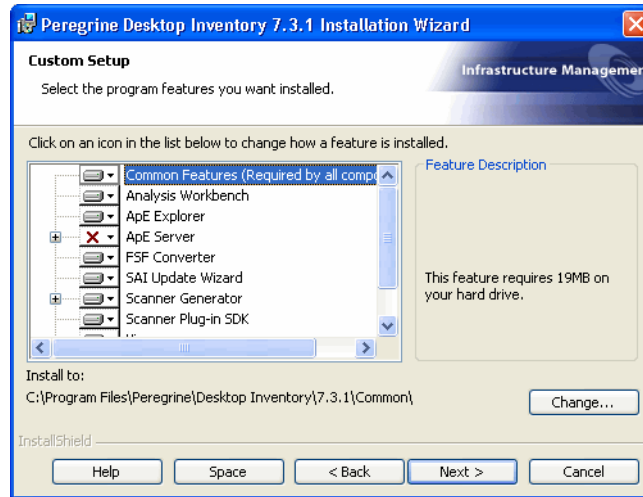 Peregrine Desktop Inventory 7.3.1 Installation Wizard
Custom Setup
Select the program features you want installed.
Infrastructure Managemen
Click on an icon in the list below to change how a feature is installed.
Common Features (Required by all compo
Analysis Workbench
ApE Explorer
ApE Server
FSF Converter
SAI Update Wizard
Scanner Generator
Scanner Plug-in SDK
Feature Description
This feature requires 19MB on
your hard drive.
Install to:
C:\Program Files\Peregrine\Desktop Inventory\7.3.1\Common\
Change...
InstallShield
Help
Space
< Back
Next >
Cancel